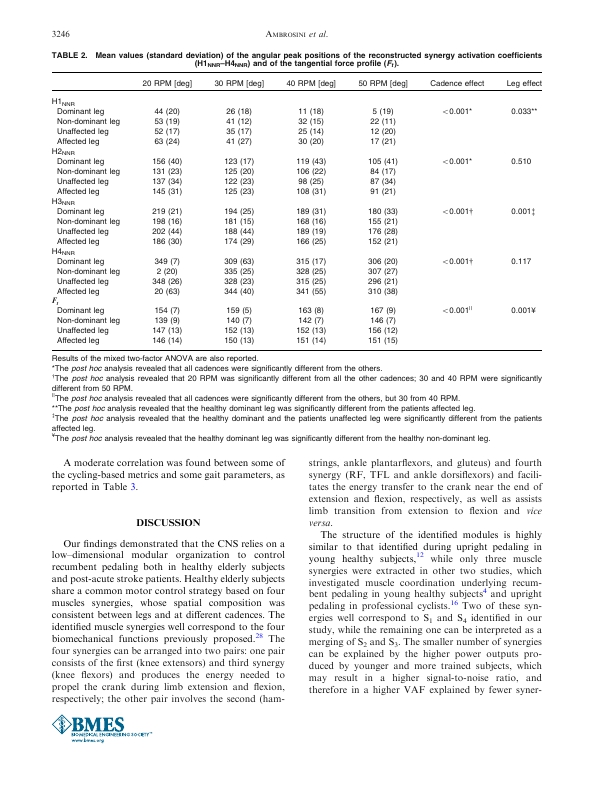 3246
AMBROSINI et al.
TABLE 2. Mean values (standard deviation) of the angular peak positions of the reconstructed synergy activation coefficients
(H1NNR–H4NNR) and of the tangential force profile (Ft).
20 RPM [deg] 30 RPM [deg] 40 RPM [deg] 50 RPM [deg] Cadence effect Leg effect
H1NNR
Dominant leg 44 (20) 26 (18) 11 (18) 5 (19) <0.001* 0.033**
Non-dominant leg 53 (19) 41 (12) 32 (15) 22 (11)
Unaffected leg 52 (17) 35 (17) 25 (14) 12 (20)
Affected leg 63 (24) 41 (27) 30 (20) 17 (21)
H2NNR
Dominant leg 156 (40) 123 (17) 119 (43) 105 (41) <0.001* 0.510
Non-dominant leg 131 (23) 125 (20) 106 (22) 84 (17)
Unaffected leg 137 (34) 122 (23) 98 (25) 87 (34)
Affected leg 145 (31) 125 (23) 108 (31) 91 (21)
H3NNR
Dominant leg 219 (21) 194 (25) 189 (31) 180 (33) <0.001† 0.001‡
Non-dominant leg 198 (16) 181 (15) 168 (16) 155 (21)
Unaffected leg 202 (44) 188 (44) 189 (19) 176 (28)
Affected leg 186 (30) 174 (29) 166 (25) 152 (21)
H4NNR
Dominant leg 349 (7) 309 (63) 315 (17) 306 (20) <0.001† 0.117
Non-dominant leg 2 (20) 335 (25) 328 (25) 307 (27)
Unaffected leg 348 (26) 328 (23) 315 (25) 296 (21)
Affected leg 20 (63) 344 (40) 341 (55) 310 (38)
Ft
Dominant leg 154 (7) 159 (5) 163 (8) 167 (9) <0.001|| 0.001¥
Non-dominant leg 139 (9) 140 (7) 142 (7) 146 (7)
Unaffected leg 147 (13) 152 (13) 152 (13) 156 (12)
Affected leg 146 (14) 150 (13) 151 (14) 151 (15)
Results of the mixed two-factor ANOVA are also reported.
*The post hoc analysis revealed that all cadences were significantly different from the others.
†The post hoc analysis revealed that 20 RPM was significantly different from all the other cadences; 30 and 40 RPM were significantly
different from 50 RPM.
||The post hoc analysis revealed that all cadences were significantly different from the others, but 30 from 40 RPM.
**The post hoc analysis revealed that the healthy dominant leg was significantly different from the patients affected leg.
‡The post hoc analysis revealed that the healthy dominant and the patients unaffected leg were significantly different from the patients
affected leg.
¥The post hoc analysis revealed that the healthy dominant leg was significantly different from the healthy non-dominant leg.
A moderate correlation was found between some of
the cycling-based metrics and some gait parameters, as
reported in Table 3.
DISCUSSION
Our findings demonstrated that the CNS relies on a
low–dimensional modular organization to control
recumbent pedaling both in healthy elderly subjects
and post-acute stroke patients. Healthy elderly subjects
share a common motor control strategy based on four
muscles synergies, whose spatial composition was
consistent between legs and at different cadences. The
identified muscle synergies well correspond to the four
biomechanical functions previously proposed.28 The
four synergies can be arranged into two pairs: one pair
consists of the first (knee extensors) and third synergy
(knee flexors) and produces the energy needed to
propel the crank during limb extension and flexion,
respectively; the other pair involves the second (ham-
strings, ankle plantarflexors, and gluteus) and fourth
synergy (RF, TFL and ankle dorsiflexors) and facili-
tates the energy transfer to the crank near the end of
extension and flexion, respectively, as well as assists
limb transition from extension to flexion and vice
versa.
The structure of the identified modules is highly
similar to that identified during upright pedaling in
young healthy subjects,12 while only three muscle
synergies were extracted in other two studies, which
investigated muscle coordination underlying recum-
bent pedaling in young healthy subjects4 and upright
pedaling in professional cyclists.16 Two of these syn-
ergies well correspond to S1 and S4 identified in our
study, while the remaining one can be interpreted as a
merging of S2 and S3. The smaller number of synergies
can be explained by the higher power outputs pro-
duced by younger and more trained subjects, which
may result in a higher signal-to-noise ratio, and
therefore in a higher VAF explained by fewer syner-
BMES
BIOMEDICAL ENGINEERING SOCIETY™
www.bmes.org